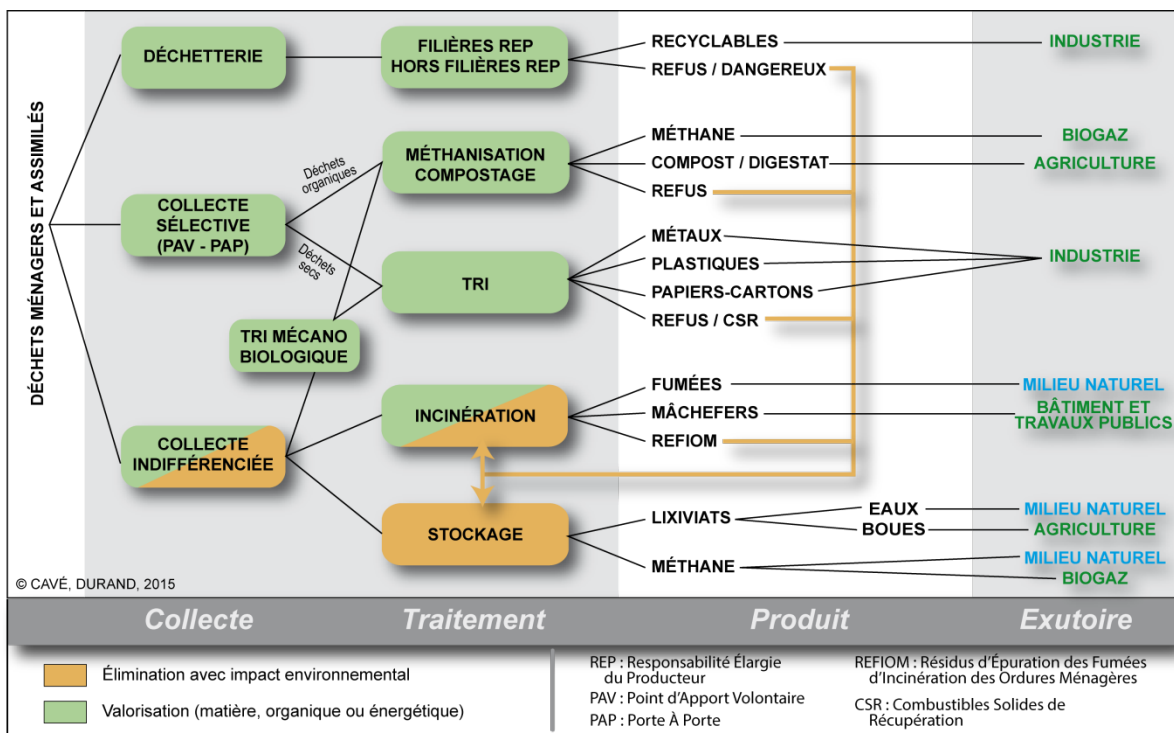 DÉCHETS MÉNAGERS ET ASSIMILÉS
DÉCHETTERIE
COLLECTE
SÉLECTIVE
(PAV - PAP)
COLLECTE
INDIFFÉRENCIÉE
Déchets
organiques
Déchets
secs
TRI MÉCANO
BIOLOGIQUE
FILIÈRES REP
HORS FILIÈRES REP
MÉTHANISATION
COMPOSTAGE
TRI
INCINÉRATION
STOCKAGE
RECYCLABLES
REFUS / DANGEREUX
MÉTHANE
COMPOST / DIGESTAT
REFUS
MÉTAUX
PLASTIQUES
PAPIERS-CARTONS
REFUS / CSR
FUMÉES
MÂCHEFERS
REFIOM
LIXIVIATS
EAUX
BOUES
MÉTHANE
INDUSTRIE
BIOGAZ
AGRICULTURE
INDUSTRIE
MILIEU NATUREL
BÂTIMENT ET
TRAVAUX PUBLICS
MILIEU NATUREL
AGRICULTURE
MILIEU NATUREL
BIOGAZ
© CAVÉ, DURAND, 2015
Collecte
Traitement
Produit
Exutoire
Élimination avec impact environnemental
Valorisation (matière, organique ou énergétique)
REP : Responsabilité Élargie
du Producteur
PAV : Point d'Apport Volontaire
PAP : Porte À Porte
REFIOM : Résidus d'Épuration des Fumées
d'Incinération des Ordures Ménagères
CSR : Combustibles Solides de
Récupération